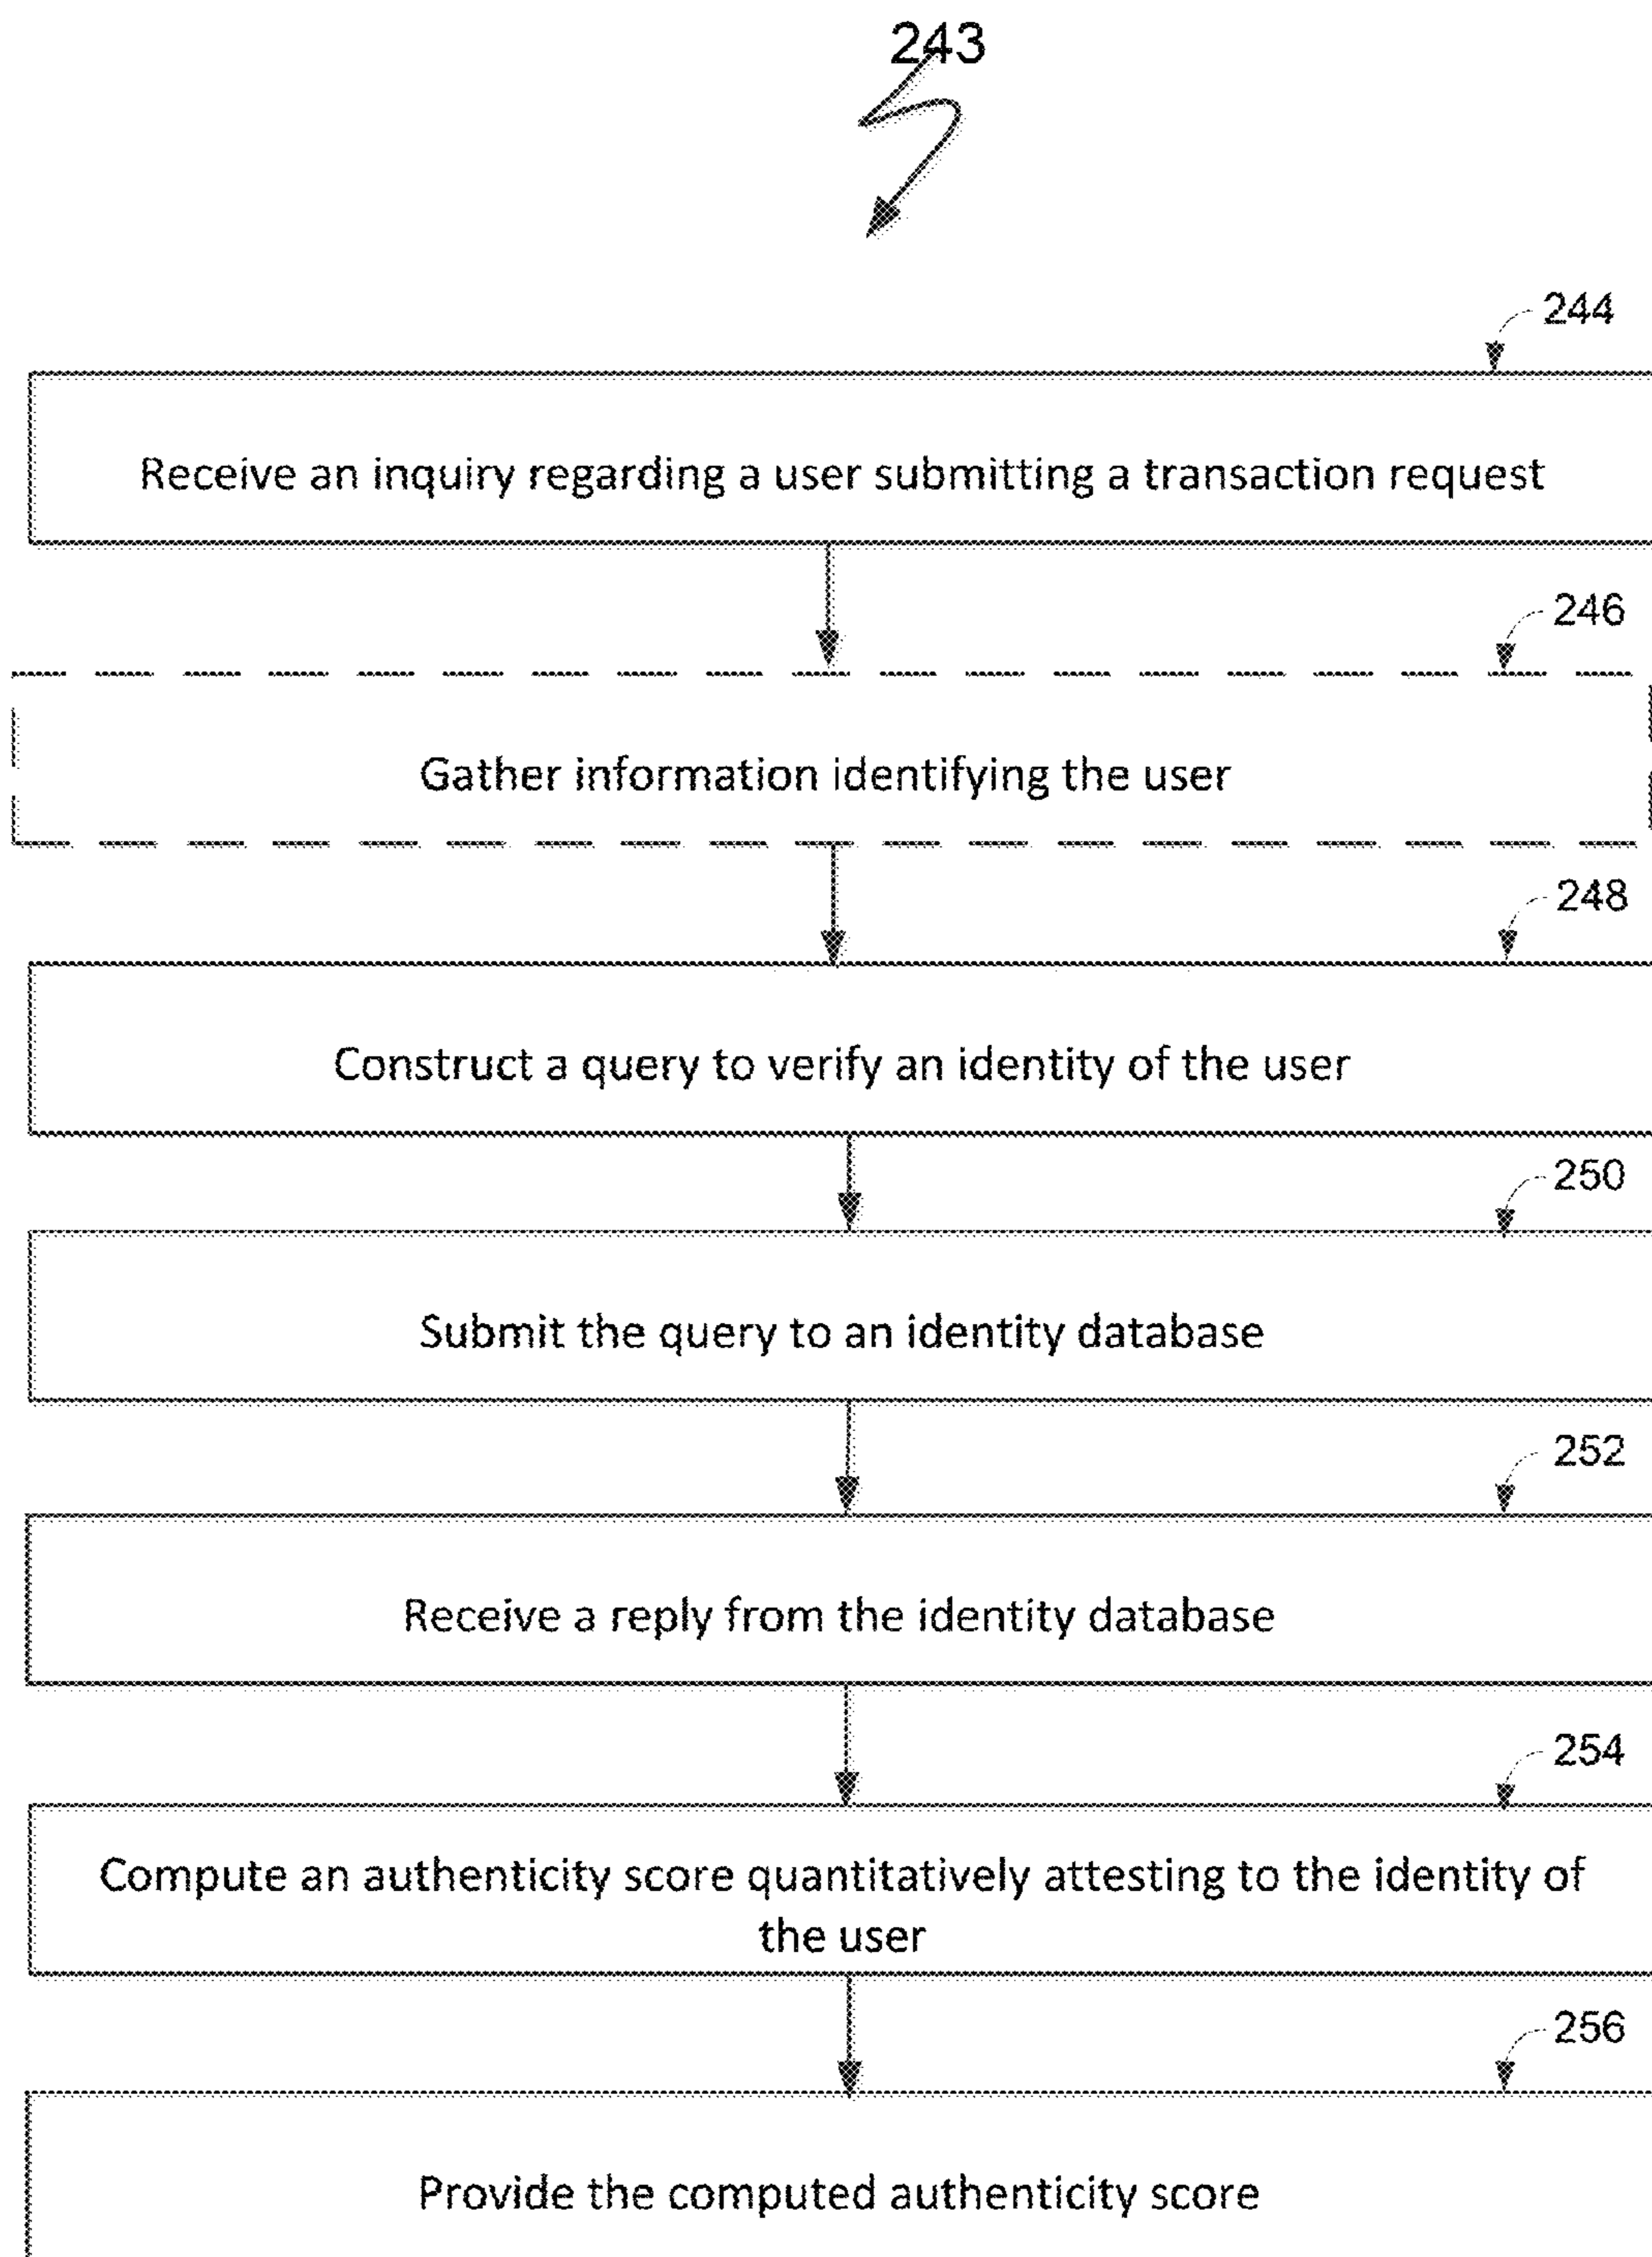 243
244
Receive an inquiry regarding a user submitting a transaction request
246
Gather information identifying the user
248
Construct a query to verify an identity of the user
250
Submit the query to an identity database
252
Receive a reply from the identity database
254
Compute an authenticity score quantitatively attesting to the identity of
the user
256
Provide the computed authenticity score